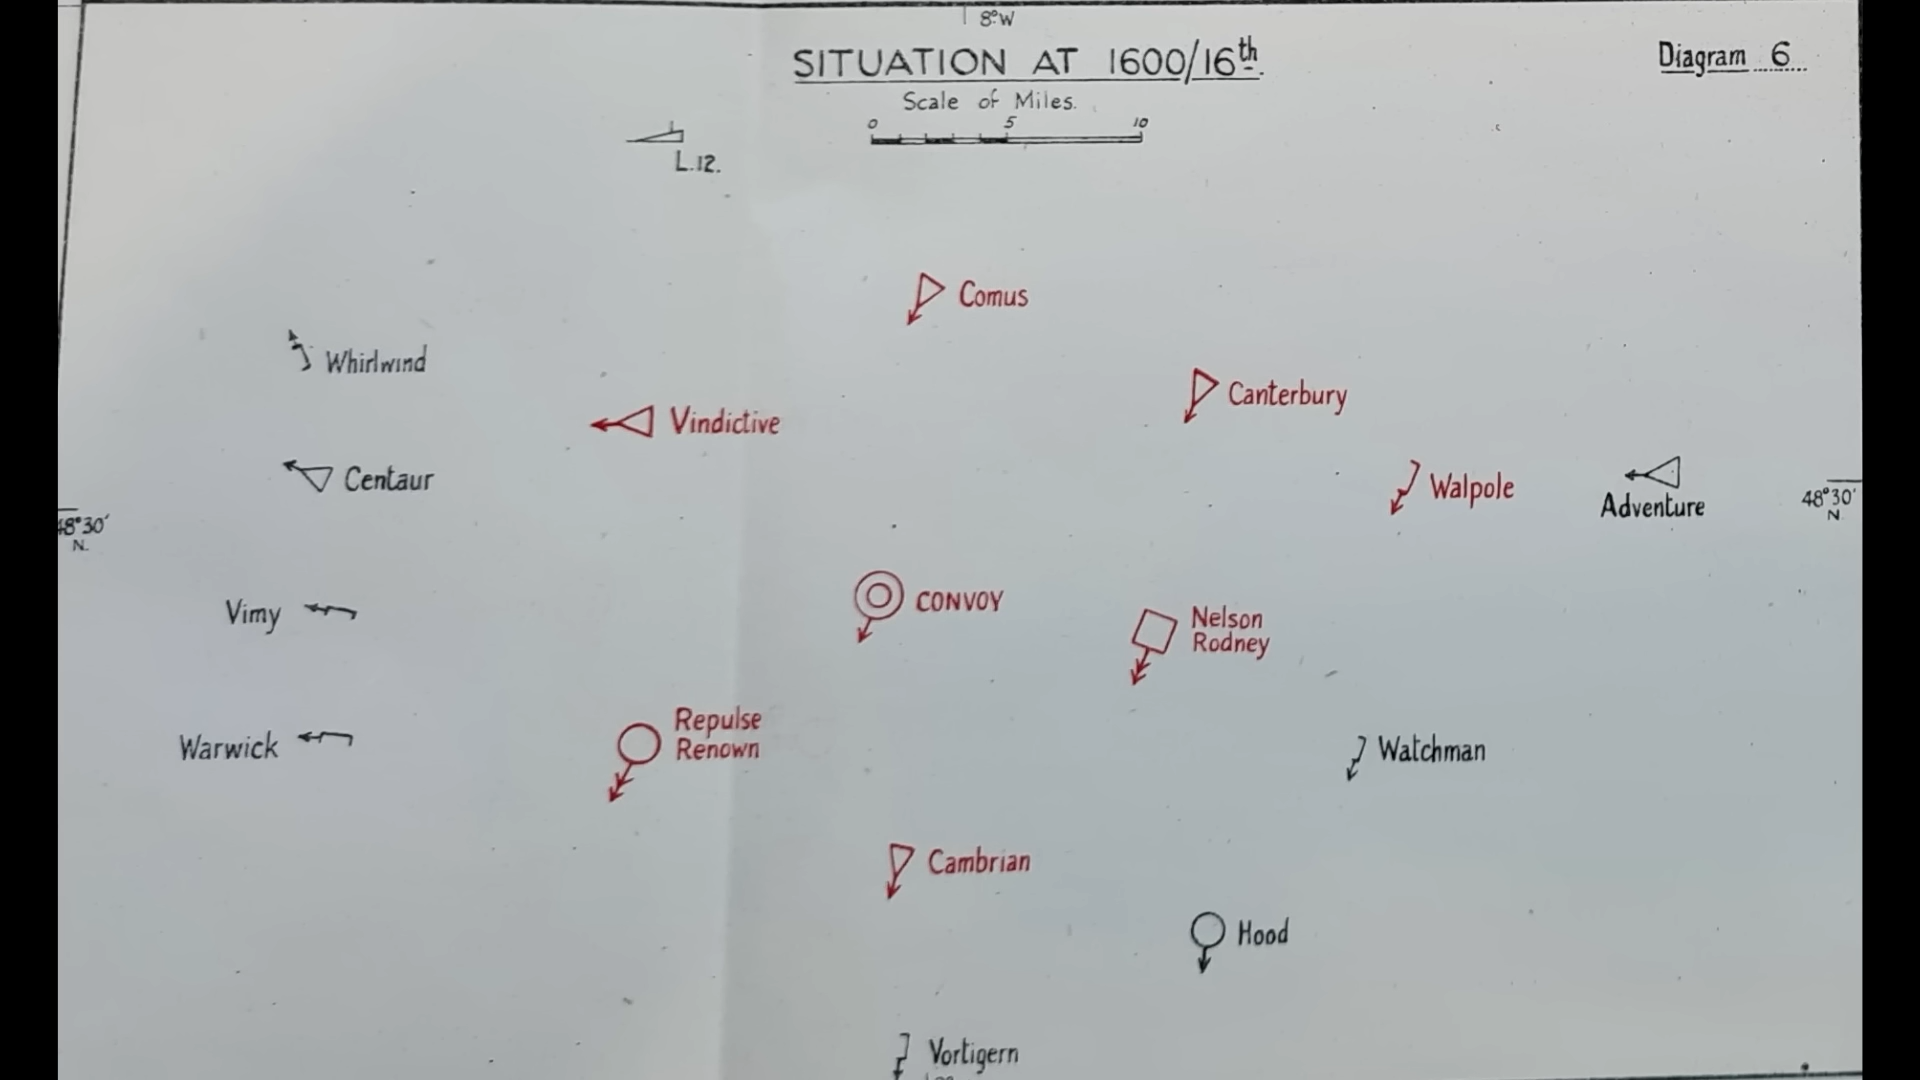 8°W
SITUATION AT 1600/16th.
Diagram 6
Scale of Miles.
0 5 10
L.12.
Comus
Whirlwind
Canterbury
Vindictive
Centaur
Walpole
Adventure
48°30'
N.
48°30'
N.
CONVOY
Vimy
Nelson
Rodney
Repulse
Renown
Warwick
Watchman
Cambrian
Hood
Vortigern